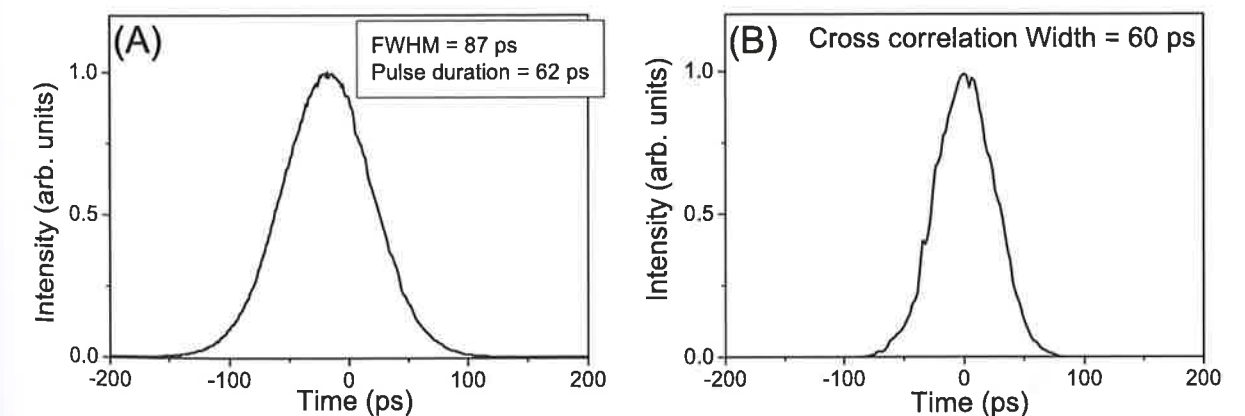 (A)
FWHM = 87 ps
Pulse duration = 62 ps
Intensity (arb. units)
1.0
0.5
0.0
-200
-100
0
100
200
Time (ps)
(B)
Cross correlation Width = 60 ps
Intensity (arb. units)
1.0
0.5
0.0
-200
-100
0
100
200
Time (ps)